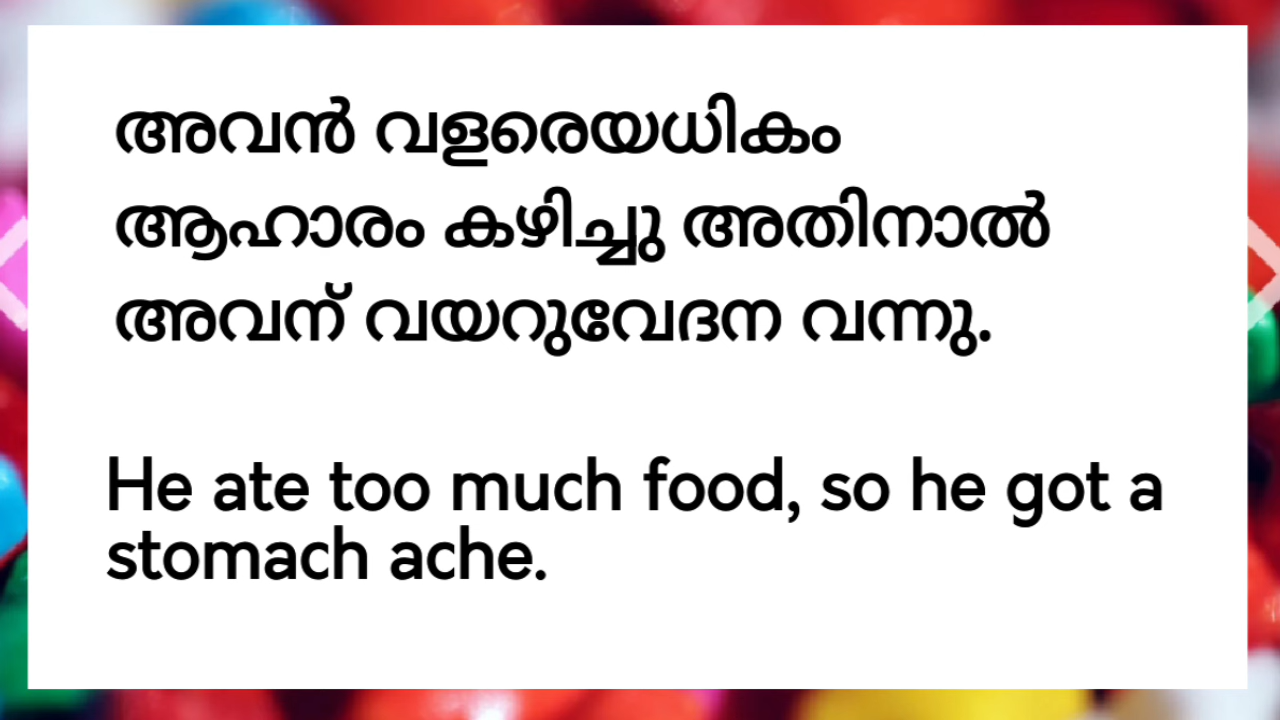 അവൻ വളരെയധികം
ആഹാരം കഴിച്ചു അതിനാൽ
അവന് വയറുവേദന വന്നു.
He ate too much food, so he got a
stomach ache.